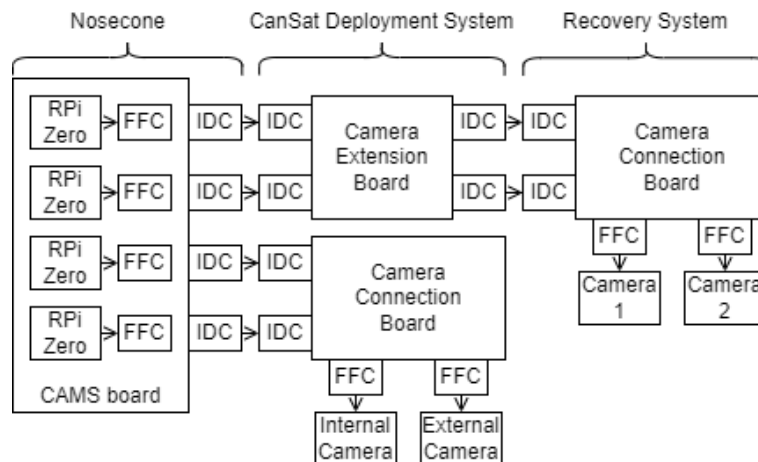 Nosecone CanSat Deployment System Recovery System
RPi
Zero
FFC
IDC
IDC
Camera
Extension
Board
IDC
IDC
Camera
Connection
Board
RPi
Zero
FFC
IDC
IDC
IDC
IDC
FFC
FFC
Camera
1
Camera
2
RPi
Zero
FFC
IDC
IDC
Camera
Connection
Board
RPi
Zero
FFC
IDC
IDC
CAMS board
FFC
FFC
Internal
Camera
External
Camera